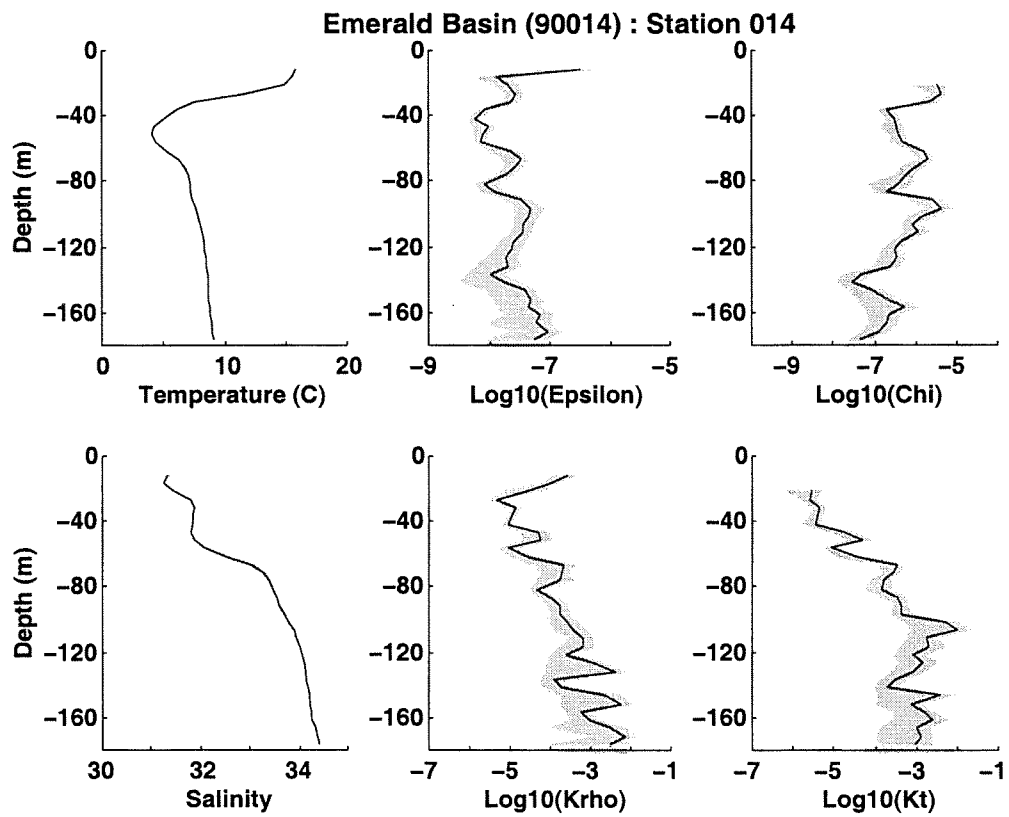 Emerald Basin (90014) : Station 014
0
−40
−80
−120
−160
Depth (m)
0 10 20
Temperature (C)
0
−40
−80
−120
−160
−9 −7 −5
Log10(Epsilon)
0
−40
−80
−120
−160
−7 −5
Log10(Chi)
0
−40
−80
−120
−160
Depth (m)
30 32 34
Salinity
0
−40
−80
−120
−160
−7 −5 −3 −1
Log10(Krho)
0
−40
−80
−120
−160
−7 −5 −3 −1
Log10(Kt)